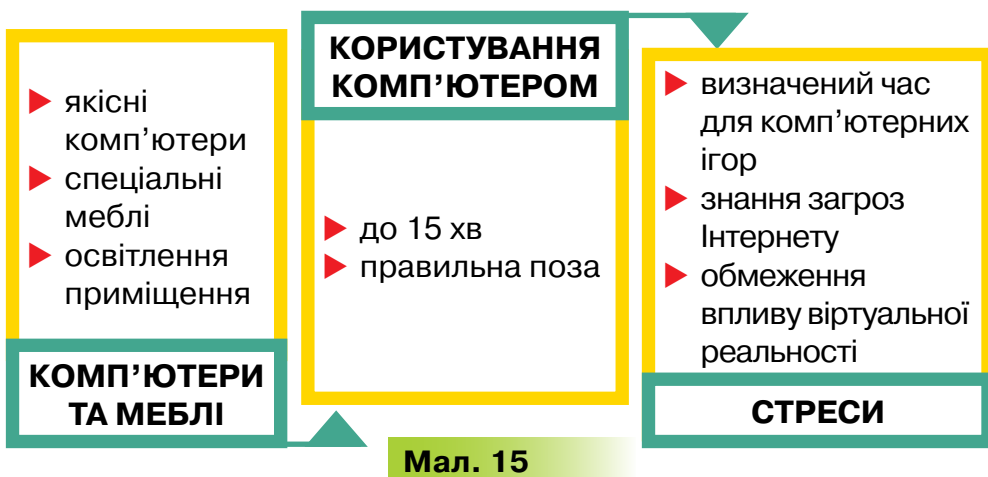 якісні
комп’ютери
спеціальні
меблі
освітлення
приміщення
КОМП’ЮТЕРИ
ТА МЕБЛІ
КОРИСТУВАННЯ
КОМП’ЮТЕРОМ
до 15 хв
правильна поза
визначений час
для комп’ютерних
ігор
знання загроз
Інтернету
обмеження
впливу віртуальної
реальності
СТРЕСИ
Мал. 15